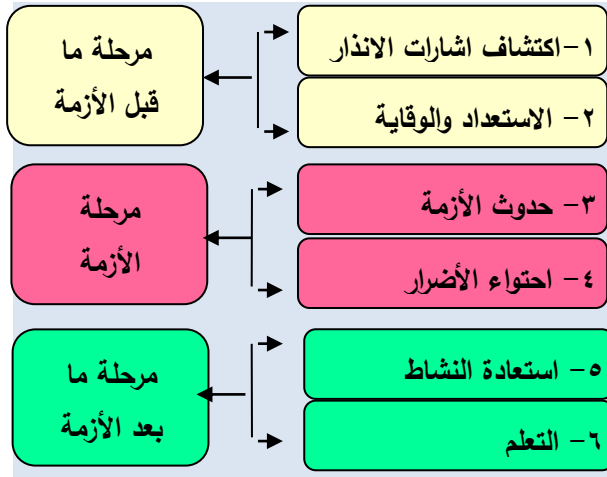 ١- اكتشاف اشارات الانذار
٢- الاستعداد والوقاية
مرحلة ما
قبل الأزمة
٣- حدوث الأزمة
٤- احتواء الأضرار
مرحلة
الأزمة
٥- استعادة النشاط
٦- التعلم
مرحلة ما
بعد الأزمة